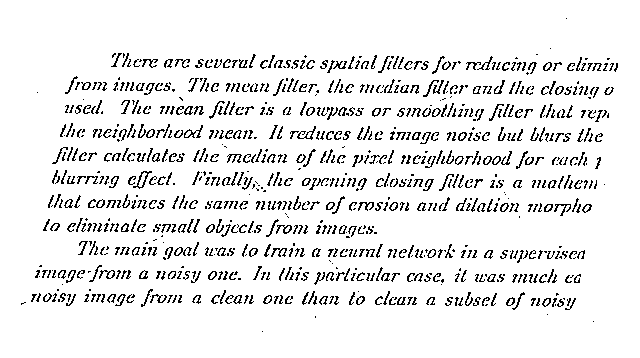 There are several classic spatial filters for reducing or elimin
from images. The mean filter, the median filter and the closing o
used. The mean filter is a lowpass or smoothing filter that rep
the neighborhood mean. It reduces the image noise but blurs the
filter calculates the median of the pixel neighborhood for each
blurring effect. Finally, the opening closing filter is a mathem
that combines the same number of erosion and dilation morpho
to eliminate small objects from images.
The main goal was to train a neural network in a supervised
image from a noisy one. In this particular case, it was much ea
noisy image from a clean one than to clean a subset of noisy